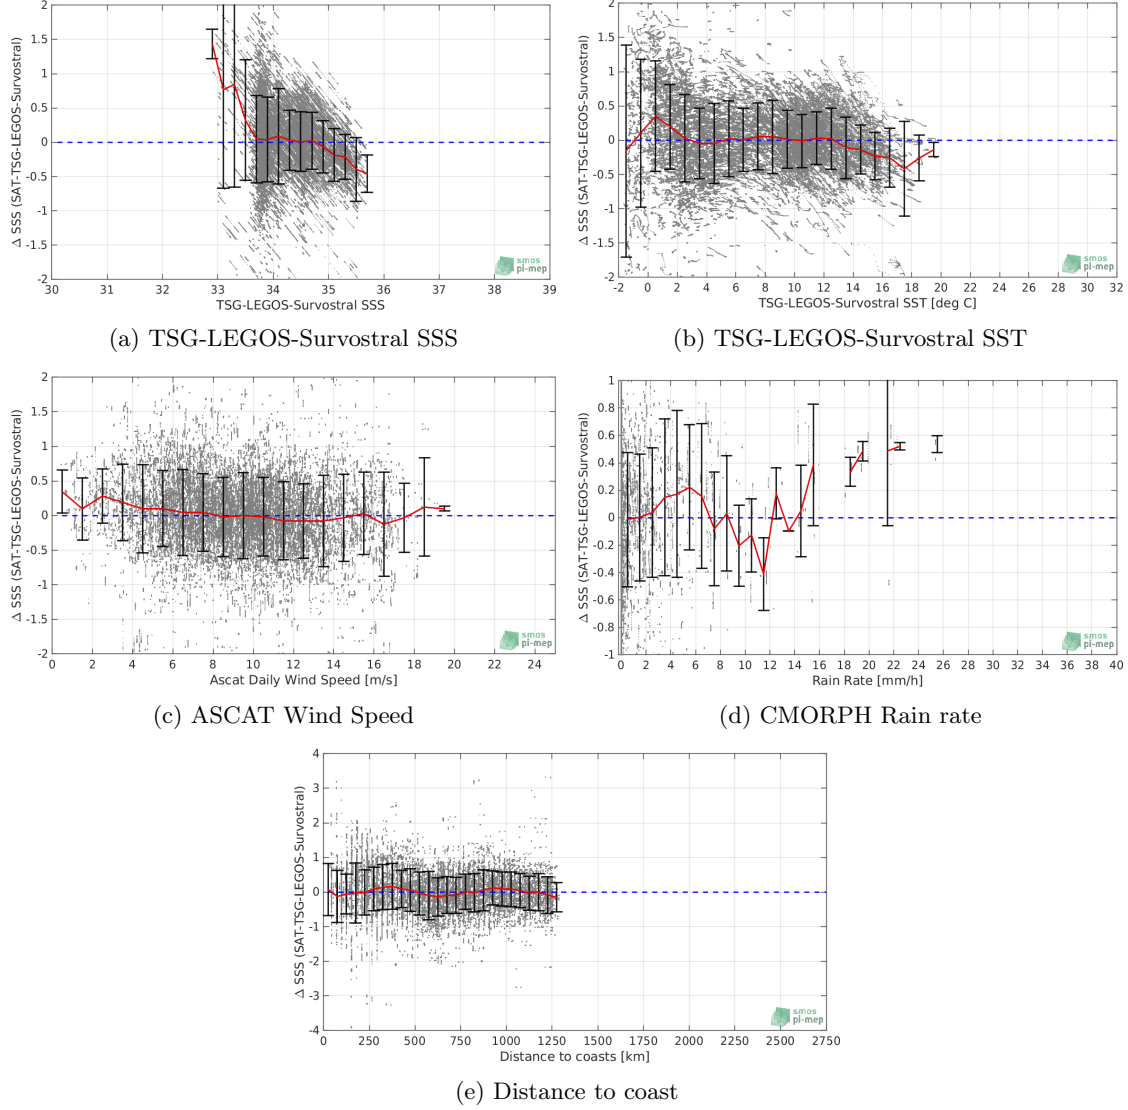 2
1.5
1
0.5
0
-0.5
-1
-1.5
-2
Δ SSS (SAT-TSG-LEGOS-Survostral)
smos
pi-mep
30 31 32 33 34 35 36 37 38 39
TSG-LEGOS-Survostral SSS
(a) TSG-LEGOS-Survostral SSS
2
1.5
1
0.5
0
-0.5
-1
-1.5
-2
Δ SSS (SAT-TSG-LEGOS-Survostral)
smos
pi-mep
-2 0 2 4 6 8 10 12 14 16 18 20 22 24 26 28 30 32
TSG-LEGOS-Survostral SST [deg C]
(b) TSG-LEGOS-Survostral SST
2
1.5
1
0.5
0
-0.5
-1
-1.5
-2
Δ SSS (SAT-TSG-LEGOS-Survostral)
smos
pi-mep
0 2 4 6 8 10 12 14 16 18 20 22 24
Ascat Daily Wind Speed [m/s]
(c) ASCAT Wind Speed
1
0.8
0.6
0.4
0.2
0
-0.2
-0.4
-0.6
-0.8
-1
Δ SSS (SAT-TSG-LEGOS-Survostral)
smos
pi-mep
0 2 4 6 8 10 12 14 16 18 20 22 24 26 28 30 32 34 36 38 40
Rain Rate [mm/h]
(d) CMORPH Rain rate
4
3
2
1
0
-1
-2
-3
-4
Δ SSS (SAT-TSG-LEGOS-Survostral)
smos
pi-mep
0 250 500 750 1000 1250 1500 1750 2000 2250 2500 2750
Distance to coasts [km]
(e) Distance to coast